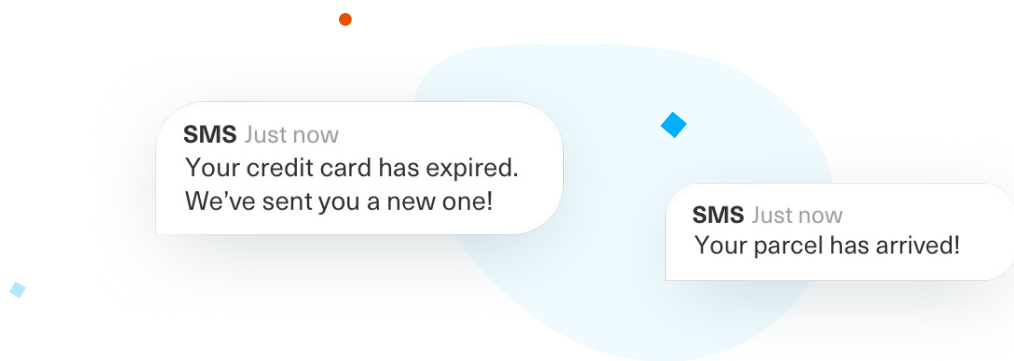 SMS Just now
Your credit card has expired.
We've sent you a new one!
SMS Just now
Your parcel has arrived!